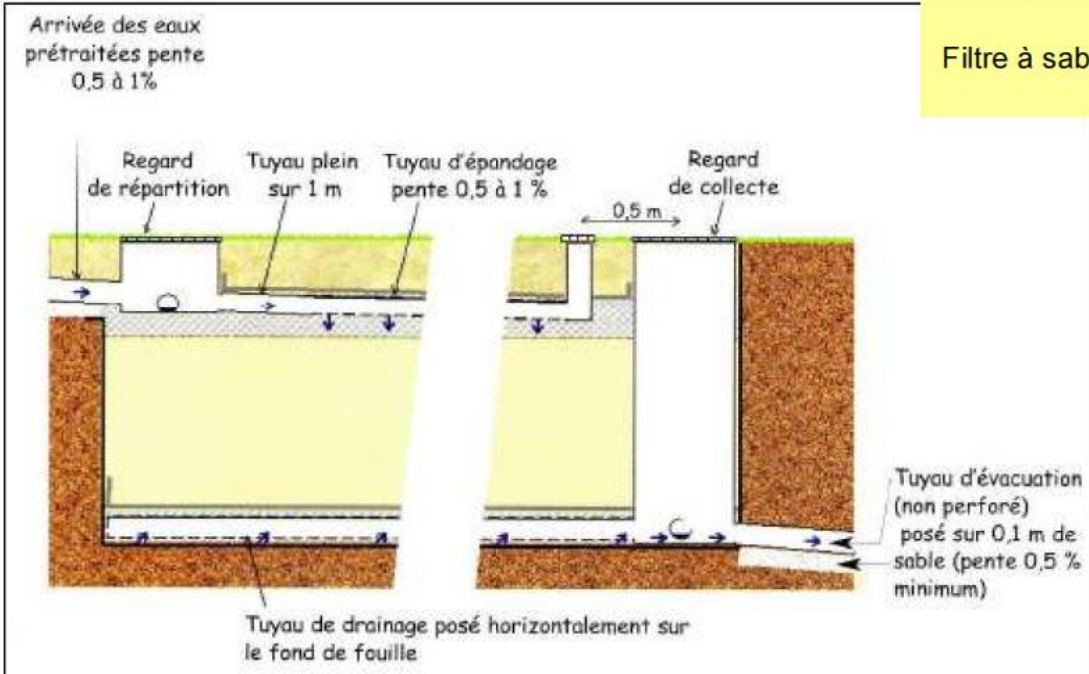 Arrivée des eaux
prétraitées pente
0,5 à 1%
Filtre à sab
Regard
de répartition
Tuyau plein
sur 1 m
Tuyau d'épandage
pente 0,5 à 1 %
Regard
de collecte
0,5 m
Tuyau d'évacuation
(non perforé)
posé sur 0,1 m de
sable (pente 0,5 %
minimum)
Tuyau de drainage posé horizontalement sur
le fond de fouille